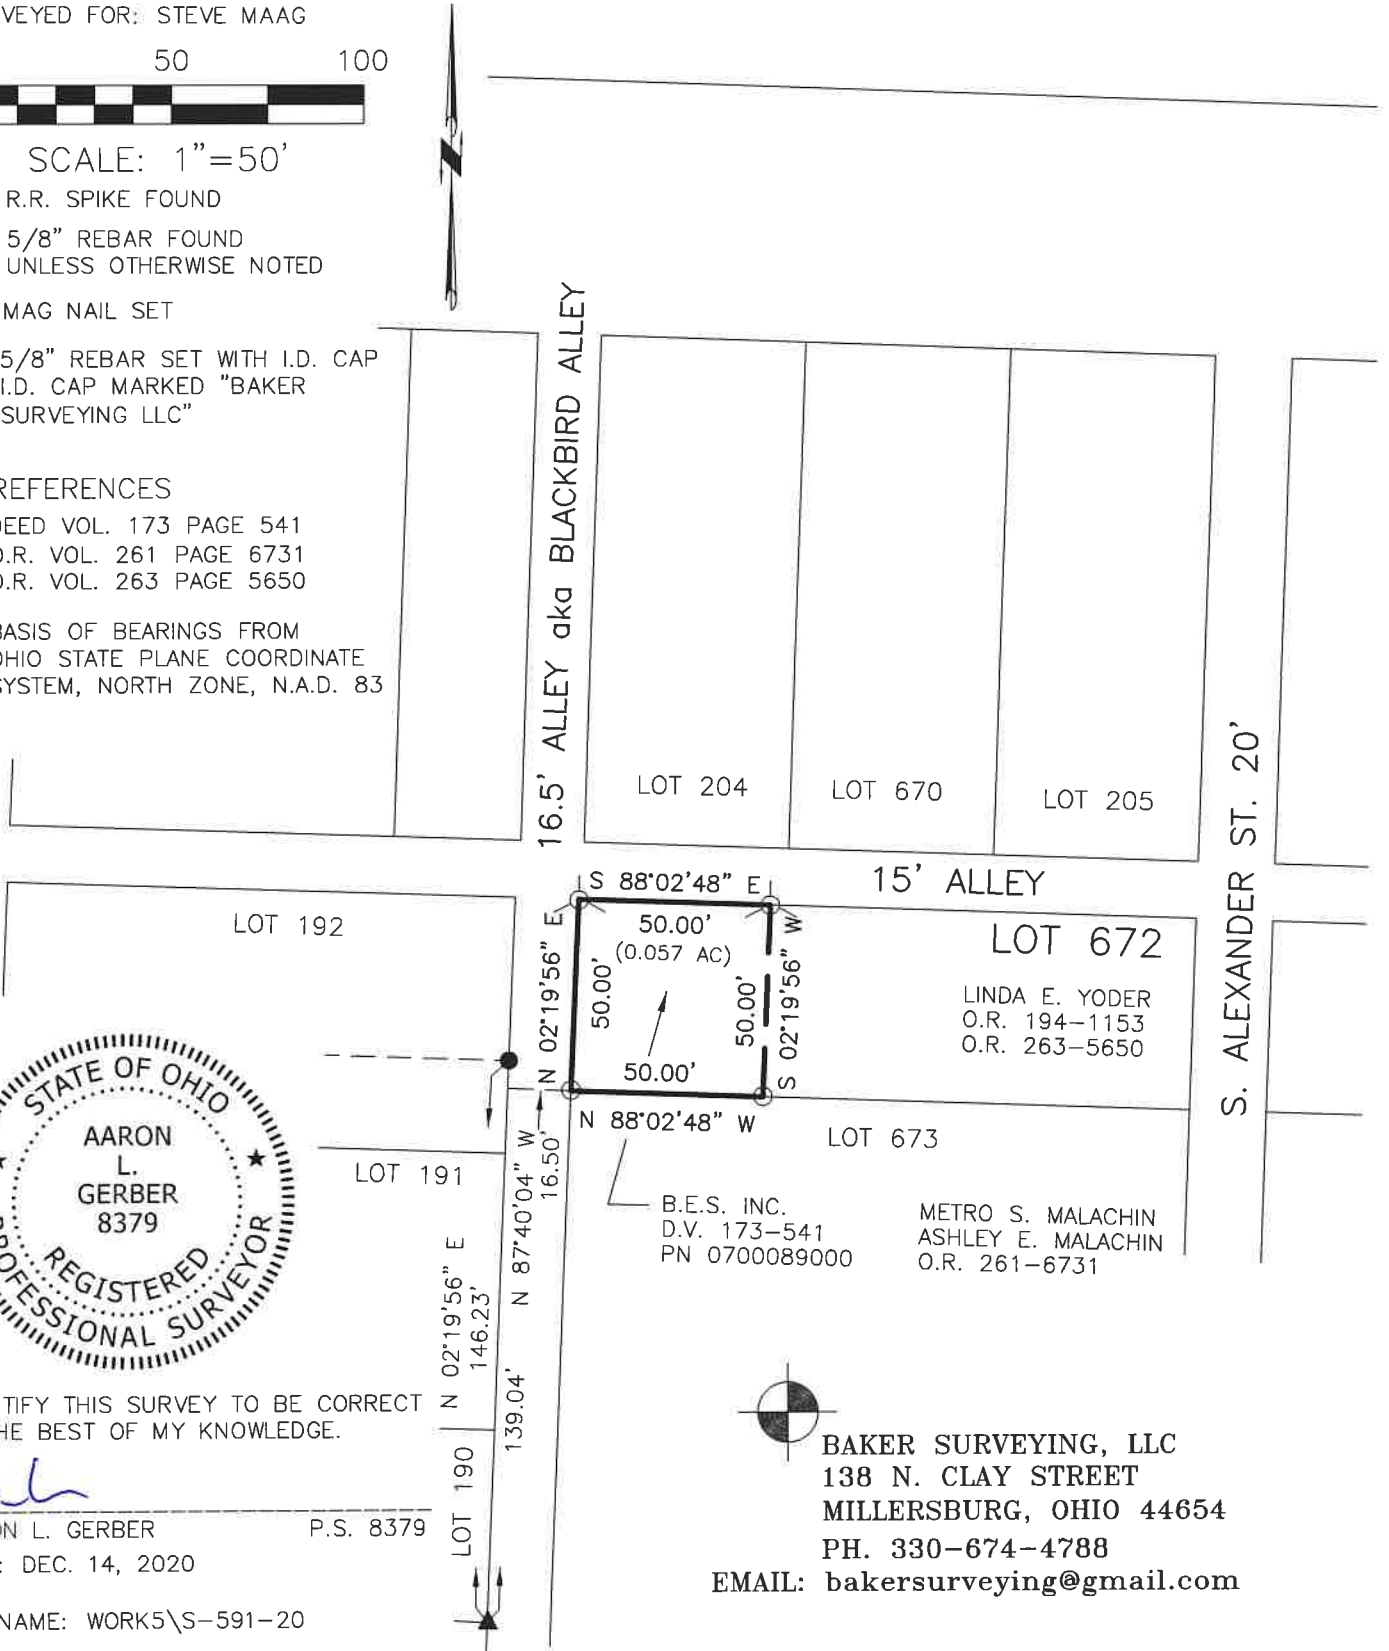 VEYED FOR: STEVE MAAG
50 100
SCALE: 1"=50'
R.R. SPIKE FOUND
5/8" REBAR FOUND
UNLESS OTHERWISE NOTED
MAG NAIL SET
5/8" REBAR SET WITH I.D. CAP
I.D. CAP MARKED "BAKER
SURVEYING LLC"
REFERENCES
DEED VOL. 173 PAGE 541
O.R. VOL. 261 PAGE 6731
O.R. VOL. 263 PAGE 5650
BASIS OF BEARINGS FROM
OHIO STATE PLANE COORDINATE
SYSTEM, NORTH ZONE, N.A.D. 83
N
16.5' ALLEY aka BLACKBIRD ALLEY
LOT 204
LOT 670
LOT 205
S. ALEXANDER ST. 20'
15' ALLEY
LOT 192
S 88°02'48" E
50.00'
(0.057 AC)
N 02°19'56" E
50.00'
50.00'
S 02°19'56" W
50.00'
N 88°02'48" W
LOT 672
LINDA E. YODER
O.R. 194-1153
O.R. 263-5650
LOT 673
B.E.S. INC.
D.V. 173-541
PN 0700089000
METRO S. MALACHIN
ASHLEY E. MALACHIN
O.R. 261-6731
LOT 191
N 87°40'04" W
16.50'
N 02°19'56" E
146.23'
139.04'
LOT 190
STATE OF OHIO
AARON
L.
GERBER
8379
REGISTERED
PROFESSIONAL SURVEYOR
TIFY THIS SURVEY TO BE CORRECT
HE BEST OF MY KNOWLEDGE.
ON L. GERBER P.S. 8379
: DEC. 14, 2020
NAME: WORK5\S-591-20
BAKER SURVEYING, LLC
138 N. CLAY STREET
MILLERSBURG, OHIO 44654
PH. 330-674-4788
EMAIL: bakersurveying@gmail.com